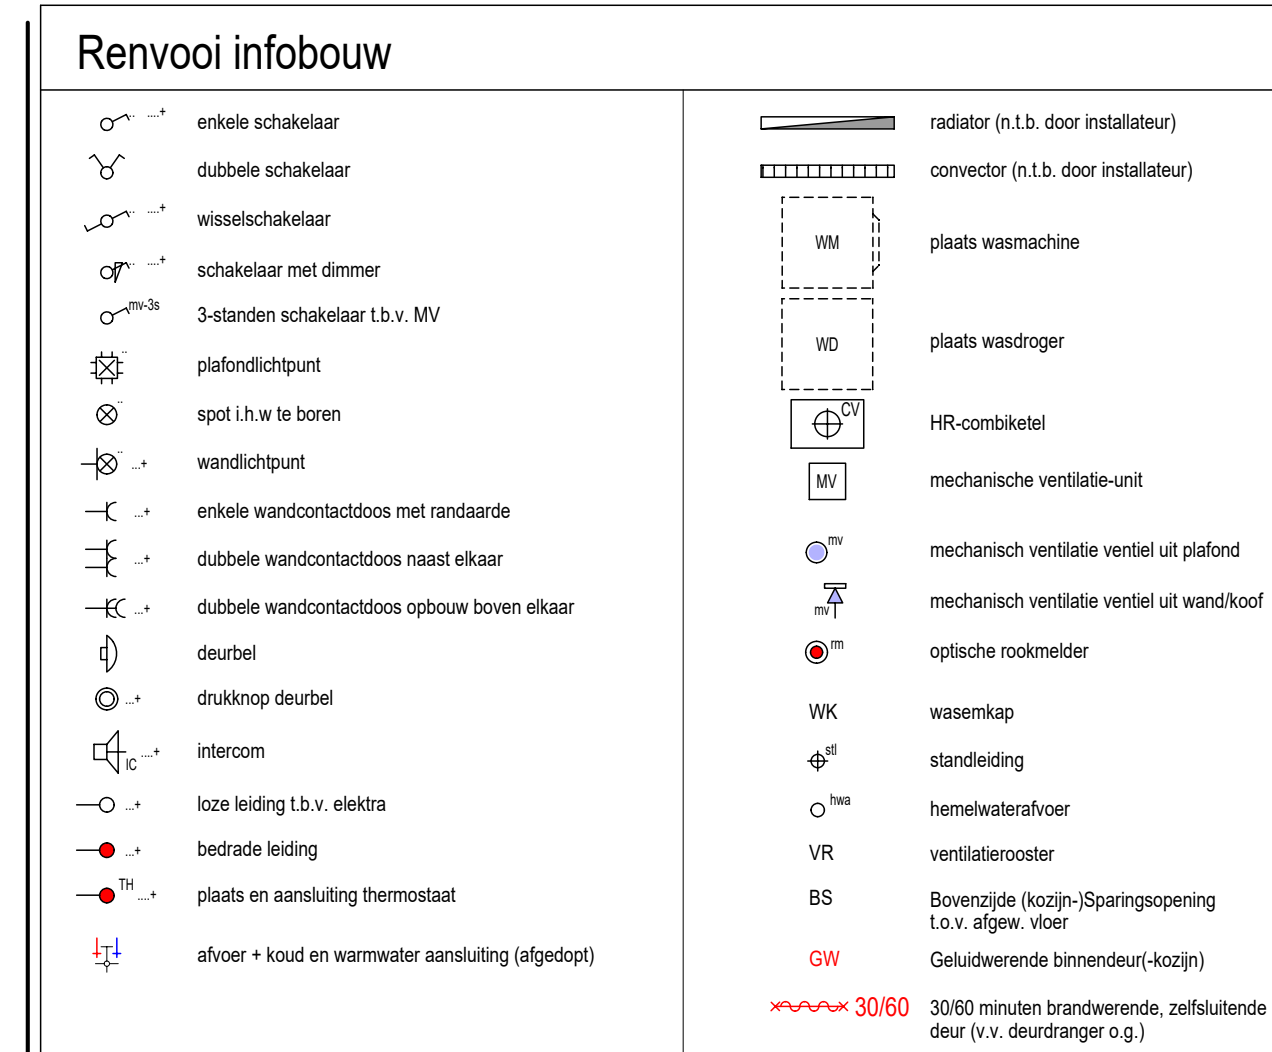 Renvooi infobouw
.. ....+ enkele schakelaar
dubbele schakelaar
.. ....+ wisselschakelaar
.. ....+ schakelaar met dimmer
mv-3s 3-standen schakelaar t.b.v. MV
.. plafondlichtpunt
.. spot i.h.w te boren
.. ...+ wandlichtpunt
...+ enkele wandcontactdoos met randaarde
...+ dubbele wandcontactdoos naast elkaar
...+ dubbele wandcontactdoos opbouw boven elkaar
deurbel
...+ drukknop deurbel
IC ....+ intercom
...+ loze leiding t.b.v. elektra
...+ bedrade leiding
TH ....+ plaats en aansluiting thermostaat
afvoer + koud en warmwater aansluiting (afgedopt)
radiator (n.t.b. door installateur)
convector (n.t.b. door installateur)
WM plaats wasmachine
WD plaats wasdroger
CV HR-combiketel
MV mechanische ventilatie-unit
mv mechanisch ventilatie ventiel uit plafond
mv mechanisch ventilatie ventiel uit wand/koof
rm optische rookmelder
WK wasemkap
stl standleiding
hwa hemelwaterafvoer
VR ventilatierooster
BS Bovenzijde (kozijn-)Sparingsopening
t.o.v. afgew. vloer
GW Geluidwerende binnendeur(-kozijn)
30/60 30/60 minuten brandwerende, zelfsluitende
deur (v.v. deurdranger o.g.)